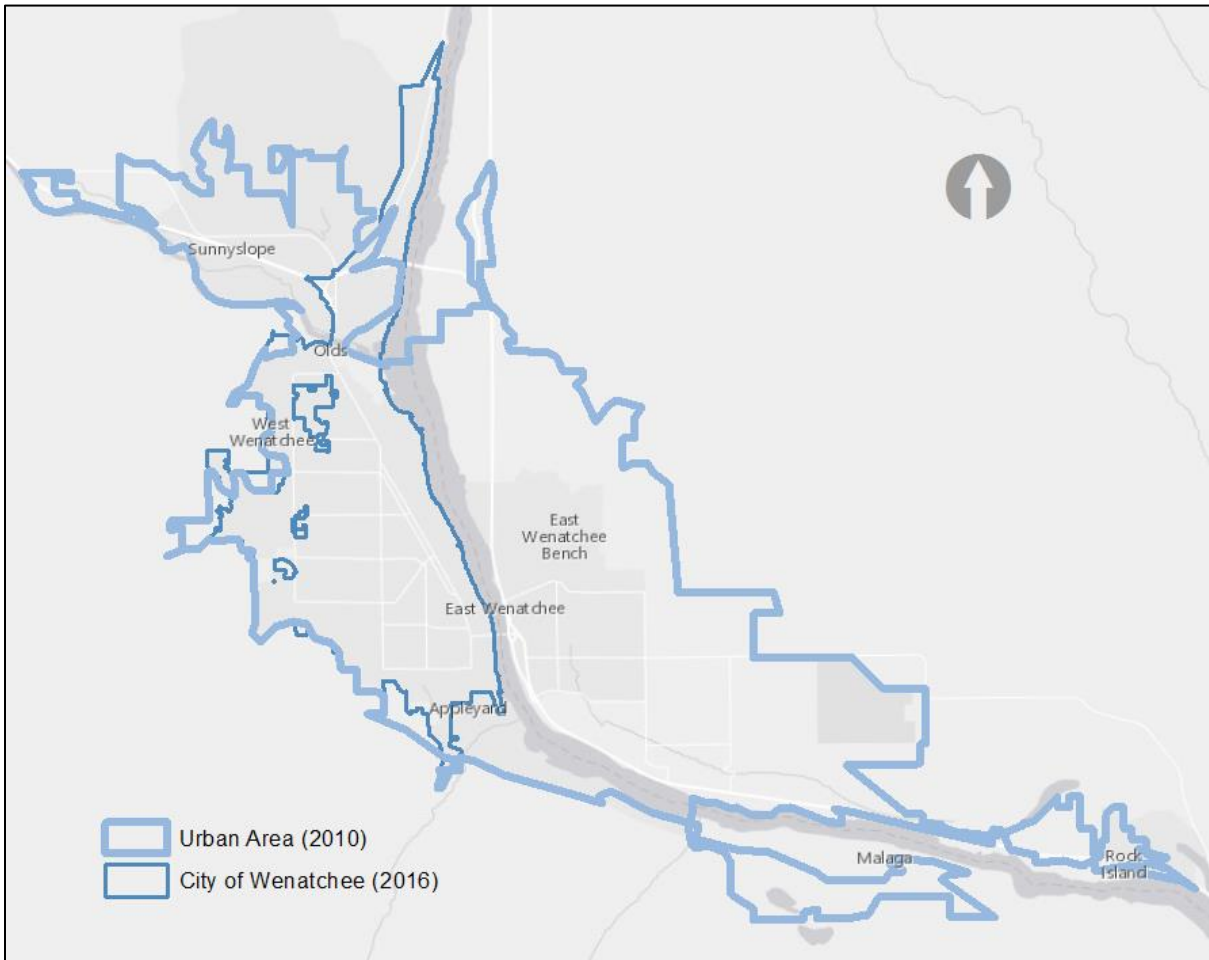 Sunnyslope
Olds
West
Wenatchee
East
Wenatchee
Bench
East Wenatchee
Appleyard
Malaga
Rock
Island
Urban Area (2010)
City of Wenatchee (2016)